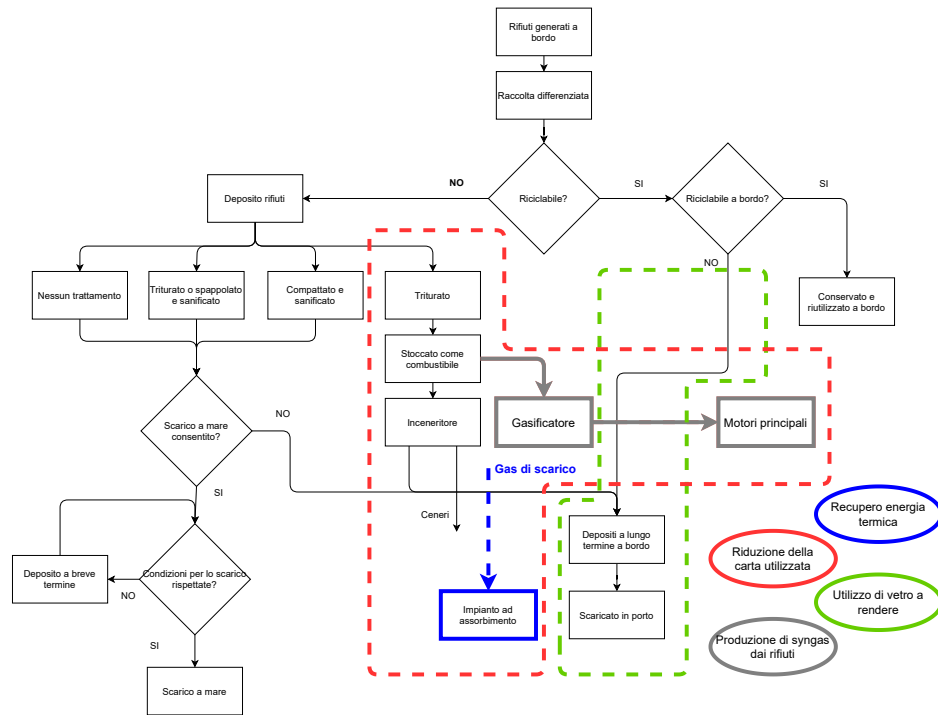 Rifiuti generati a
bordo
Raccolta differenziata
Riciclabile?
NO
SI
Riciclabile a bordo?
SI
NO
Deposito rifiuti
Nessun trattamento
Triturato o spappolato
e sanificato
Compattato e
sanificato
Triturato
Conservato e
riutilizzato a bordo
Stoccato come
combustibile
Inceneritore
Gasificatore
Motori principali
Scarico a mare
consentito?
NO
SI
Gas di scarico
Ceneri
Depositi a lungo
termine a bordo
Deposito a breve
termine
NO
Condizioni per lo scarico
rispettate?
SI
Scarico a mare
Impianto ad
assorbimento
Scaricato in porto
Recupero energia
termica
Riduzione della
carta utilizzata
Utilizzo di vetro a
rendere
Produzione di syngas
dai rifiuti